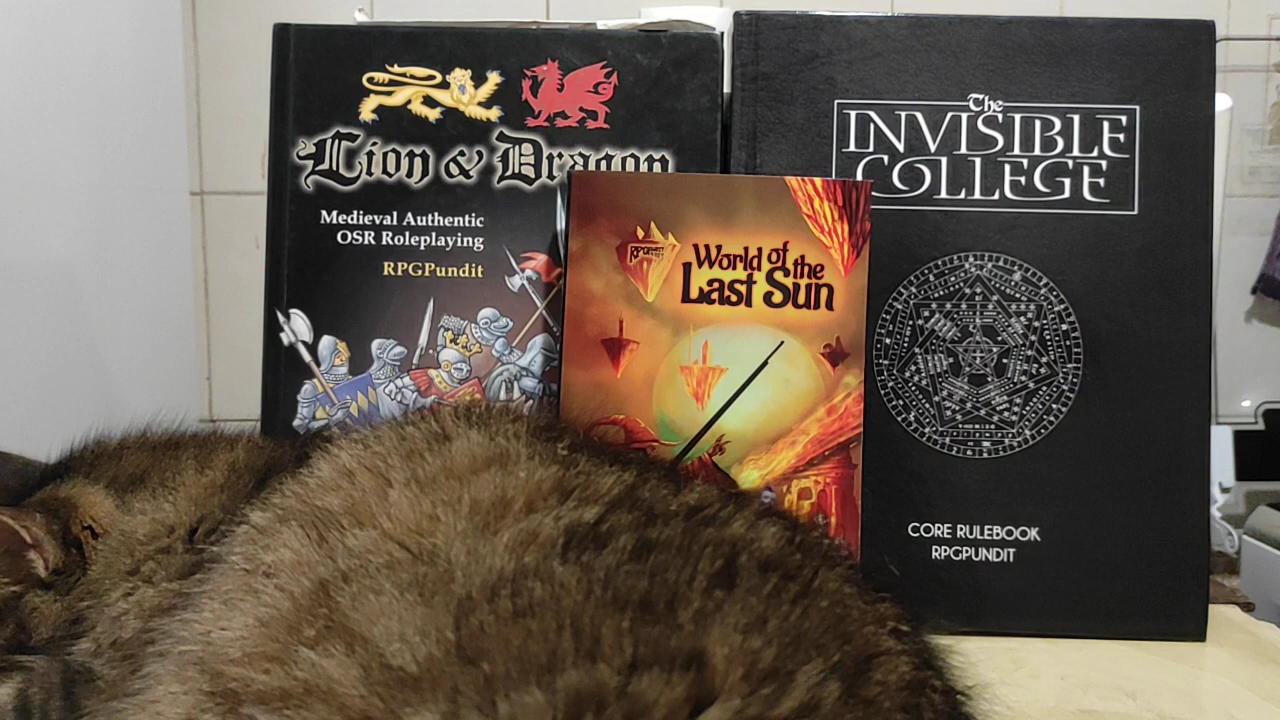 Lion & Dragon
Medieval Authentic
OSR Roleplaying
RPGPundit
World of the
Last Sun
The
INVISIBLE
COLLEGE
CORE RULEBOOK
RPGPUNDIT